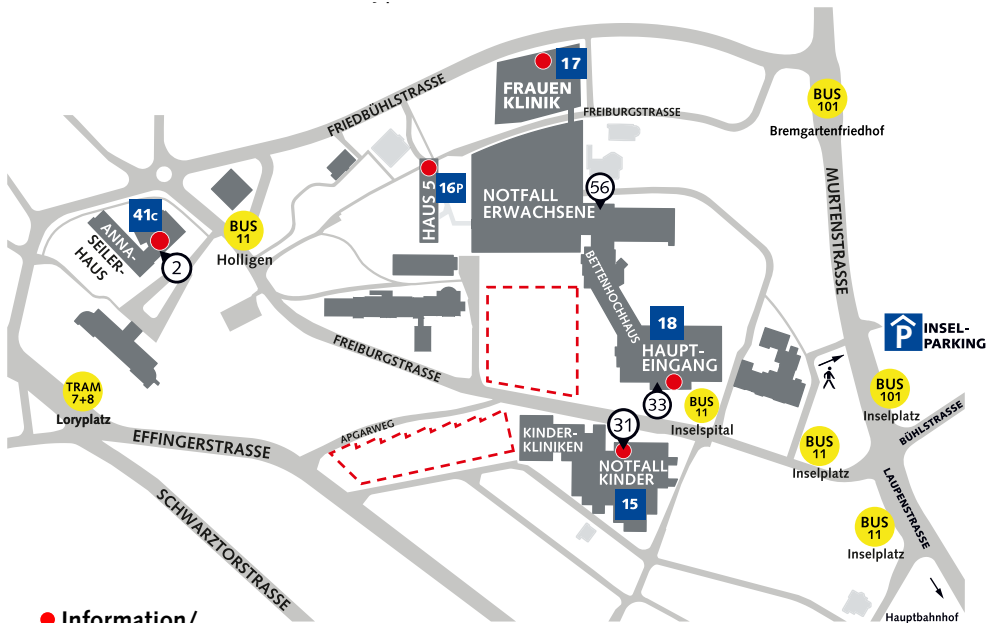 FRIEDBÜHLSTRASSE
17
FRAUEN
KLINIK
FREIBURGSTRASSE
BUS
101
Bremgartenfriedhof
MURTENSTRASSE
HAUS 5
16P
NOTFALL
ERWACHSENE
56
41C
ANNA-
SEILER-
HAUS
2
BUS
11
Holligen
BETTENHOCHHAUS
18
HAUPT-
EINGANG
33
P
INSEL-
PARKING
FREIBURGSTRASSE
TRAM
7+8
Loryplatz
BUS
11
Inselspital
BUS
101
Inselplatz
BÜHLSTRASSE
EFFINGERSTRASSE
APGARWEG
KINDER-
KLINIKEN
31
NOTFALL
KINDER
15
BUS
11
Inselplatz
LAUPENSTRASSE
SCHWARZTORSTRASSE
BUS
11
Inselplatz
Hauptbahnhof
Information/